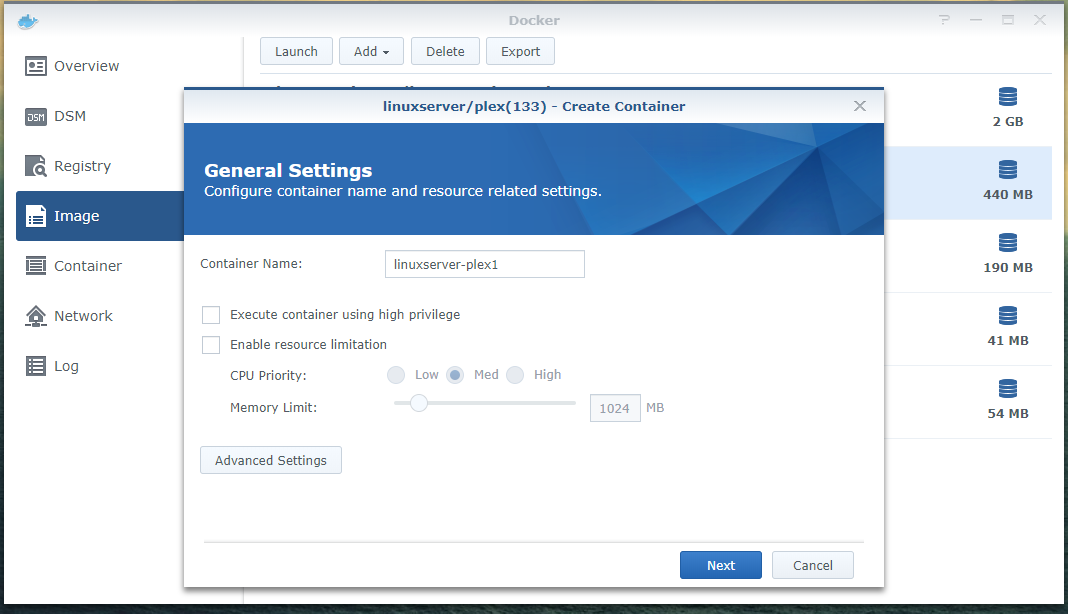 Docker
Overview
DSM
DSM
Registry
Image
Container
Network
Log
Launch Add Delete Export
2 GB
440 MB
190 MB
41 MB
54 MB
linuxserver/plex(133) - Create Container
General Settings
Configure container name and resource related settings.
Container Name: linuxserver-plex1
Execute container using high privilege
Enable resource limitation
CPU Priority: Low Med High
Memory Limit: 1024 MB
Advanced Settings
Next Cancel